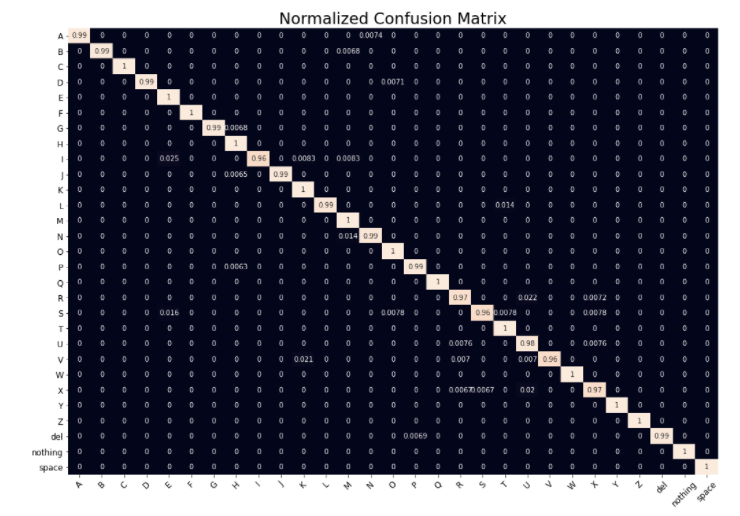 Normalized Confusion Matrix
A 0.99 0 0 0 0 0 0 0 0 0 0 0 0 0.0074 0 0 0 0 0 0 0 0 0 0 0 0 0 0 0
B 0 0.99 0 0 0 0 0 0 0 0 0 0 0.0068 0 0 0 0 0 0 0 0 0 0 0 0 0 0 0 0
C 0 0 1 0 0 0 0 0 0 0 0 0 0 0 0 0 0 0 0 0 0 0 0 0 0 0 0 0 0
D 0 0 0 0.99 0 0 0 0 0 0 0 0 0 0 0.0071 0 0 0 0 0 0 0 0 0 0 0 0 0 0
E 0 0 0 0 1 0 0 0 0 0 0 0 0 0 0 0 0 0 0 0 0 0 0 0 0 0 0 0 0
F 0 0 0 0 0 1 0 0 0 0 0 0 0 0 0 0 0 0 0 0 0 0 0 0 0 0 0 0 0
G 0 0 0 0 0 0 0.99 0.0068 0 0 0 0 0 0 0 0 0 0 0 0 0 0 0 0 0 0 0 0 0
H 0 0 0 0 0 0 0 1 0 0 0 0 0 0 0 0 0 0 0 0 0 0 0 0 0 0 0 0 0
I 0 0 0 0 0.025 0 0 0 0.96 0 0.0083 0 0.0083 0 0 0 0 0 0 0 0 0 0 0 0 0 0 0 0
J 0 0 0 0 0 0 0 0.0065 0 0.99 0 0 0 0 0 0 0 0 0 0 0 0 0 0 0 0 0 0 0
K 0 0 0 0 0 0 0 0 0 0 1 0 0 0 0 0 0 0 0 0 0 0 0 0 0 0 0 0 0
L 0 0 0 0 0 0 0 0 0 0 0 0.99 0 0 0 0 0 0 0 0.014 0 0 0 0 0 0 0 0 0
M 0 0 0 0 0 0 0 0 0 0 0 0 1 0 0 0 0 0 0 0 0 0 0 0 0 0 0 0 0
N 0 0 0 0 0 0 0 0 0 0 0 0 0.014 0.99 0 0 0 0 0 0 0 0 0 0 0 0 0 0 0
O 0 0 0 0 0 0 0 0 0 0 0 0 0 0 1 0 0 0 0 0 0 0 0 0 0 0 0 0 0
P 0 0 0 0 0 0 0 0.0063 0 0 0 0 0 0 0 0.99 0 0 0 0 0 0 0 0 0 0 0 0 0
Q 0 0 0 0 0 0 0 0 0 0 0 0 0 0 0 0 1 0 0 0 0 0 0 0 0 0 0 0 0
R 0 0 0 0 0 0 0 0 0 0 0 0 0 0 0 0 0 0.97 0 0 0.022 0 0 0.0072 0 0 0 0 0
S 0 0 0 0 0.016 0 0 0 0 0 0 0 0 0 0.0078 0 0 0 0.96 0.0078 0 0 0 0.0078 0 0 0 0 0
T 0 0 0 0 0 0 0 0 0 0 0 0 0 0 0 0 0 0 0 1 0 0 0 0 0 0 0 0 0
U 0 0 0 0 0 0 0 0 0 0 0 0 0 0 0 0 0 0.0076 0 0 0.98 0 0 0.0076 0 0 0 0 0
V 0 0 0 0 0 0 0 0 0 0 0.021 0 0 0 0 0 0 0.007 0 0 0.007 0.96 0 0 0 0 0 0 0
W 0 0 0 0 0 0 0 0 0 0 0 0 0 0 0 0 0 0 0 0 0 0 1 0 0 0 0 0 0
X 0 0 0 0 0 0 0 0 0 0 0 0 0 0 0 0 0 0.0067 0.0067 0 0.02 0 0 0.97 0 0 0 0 0
Y 0 0 0 0 0 0 0 0 0 0 0 0 0 0 0 0 0 0 0 0 0 0 0 0 1 0 0 0 0
Z 0 0 0 0 0 0 0 0 0 0 0 0 0 0 0 0 0 0 0 0 0 0 0 0 0 1 0 0 0
del 0 0 0 0 0 0 0 0 0 0 0 0 0 0 0 0.0069 0 0 0 0 0 0 0 0 0 0 0.99 0 0
nothing 0 0 0 0 0 0 0 0 0 0 0 0 0 0 0 0 0 0 0 0 0 0 0 0 0 0 0 1 0
space 0 0 0 0 0 0 0 0 0 0 0 0 0 0 0 0 0 0 0 0 0 0 0 0 0 0 0 0 1
A B C D E F G H I J K L M N O P Q R S T U V W X Y Z del nothing space